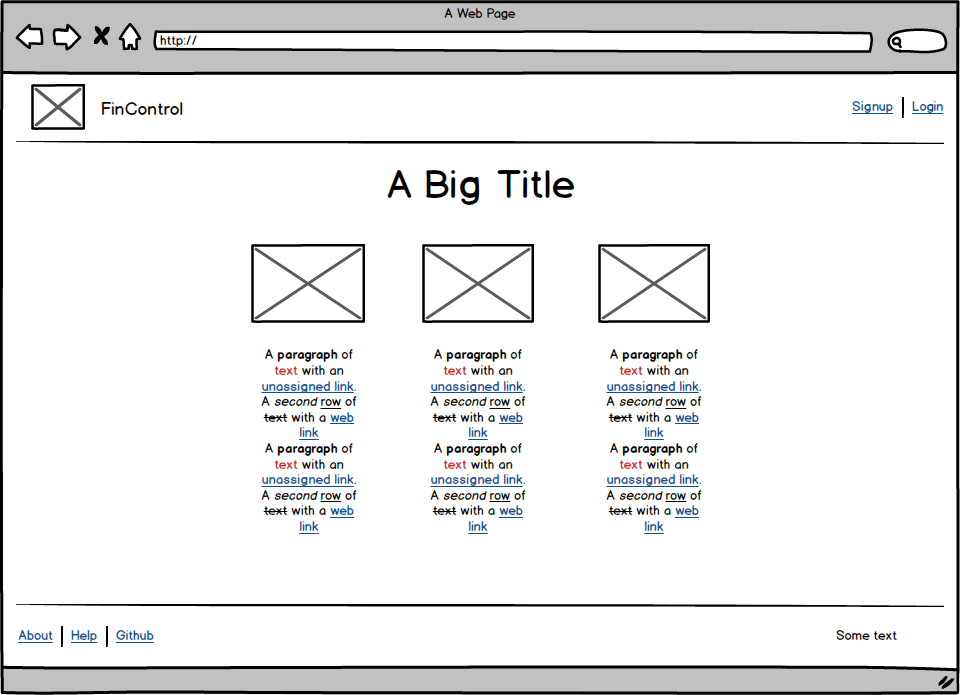 A Web Page
http://
FinControl
Signup
Login
A Big Title
A paragraph of
text with an
unassigned link.
A second row of
text with a web
link
A paragraph of
text with an
unassigned link.
A second row of
text with a web
link
A paragraph of
text with an
unassigned link.
A second row of
text with a web
link
A paragraph of
text with an
unassigned link.
A second row of
text with a web
link
A paragraph of
text with an
unassigned link.
A second row of
text with a web
link
A paragraph of
text with an
unassigned link.
A second row of
text with a web
link
About
Help
Github
Some text